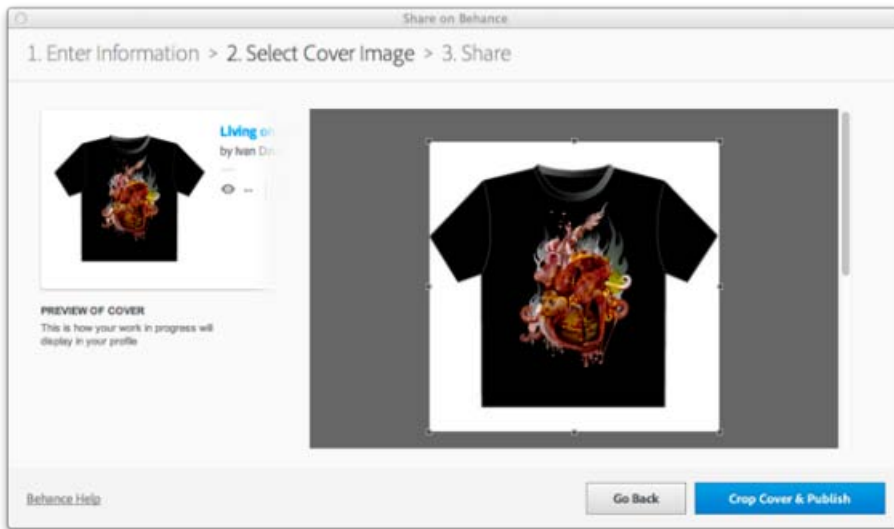 Share on Behance
1. Enter Information > 2. Select Cover Image > 3. Share
Living
by Ivan
--
PREVIEW OF COVER
This is how your work in progress will
display in your profile
Behance Help
Go Back
Crop Cover & Publish